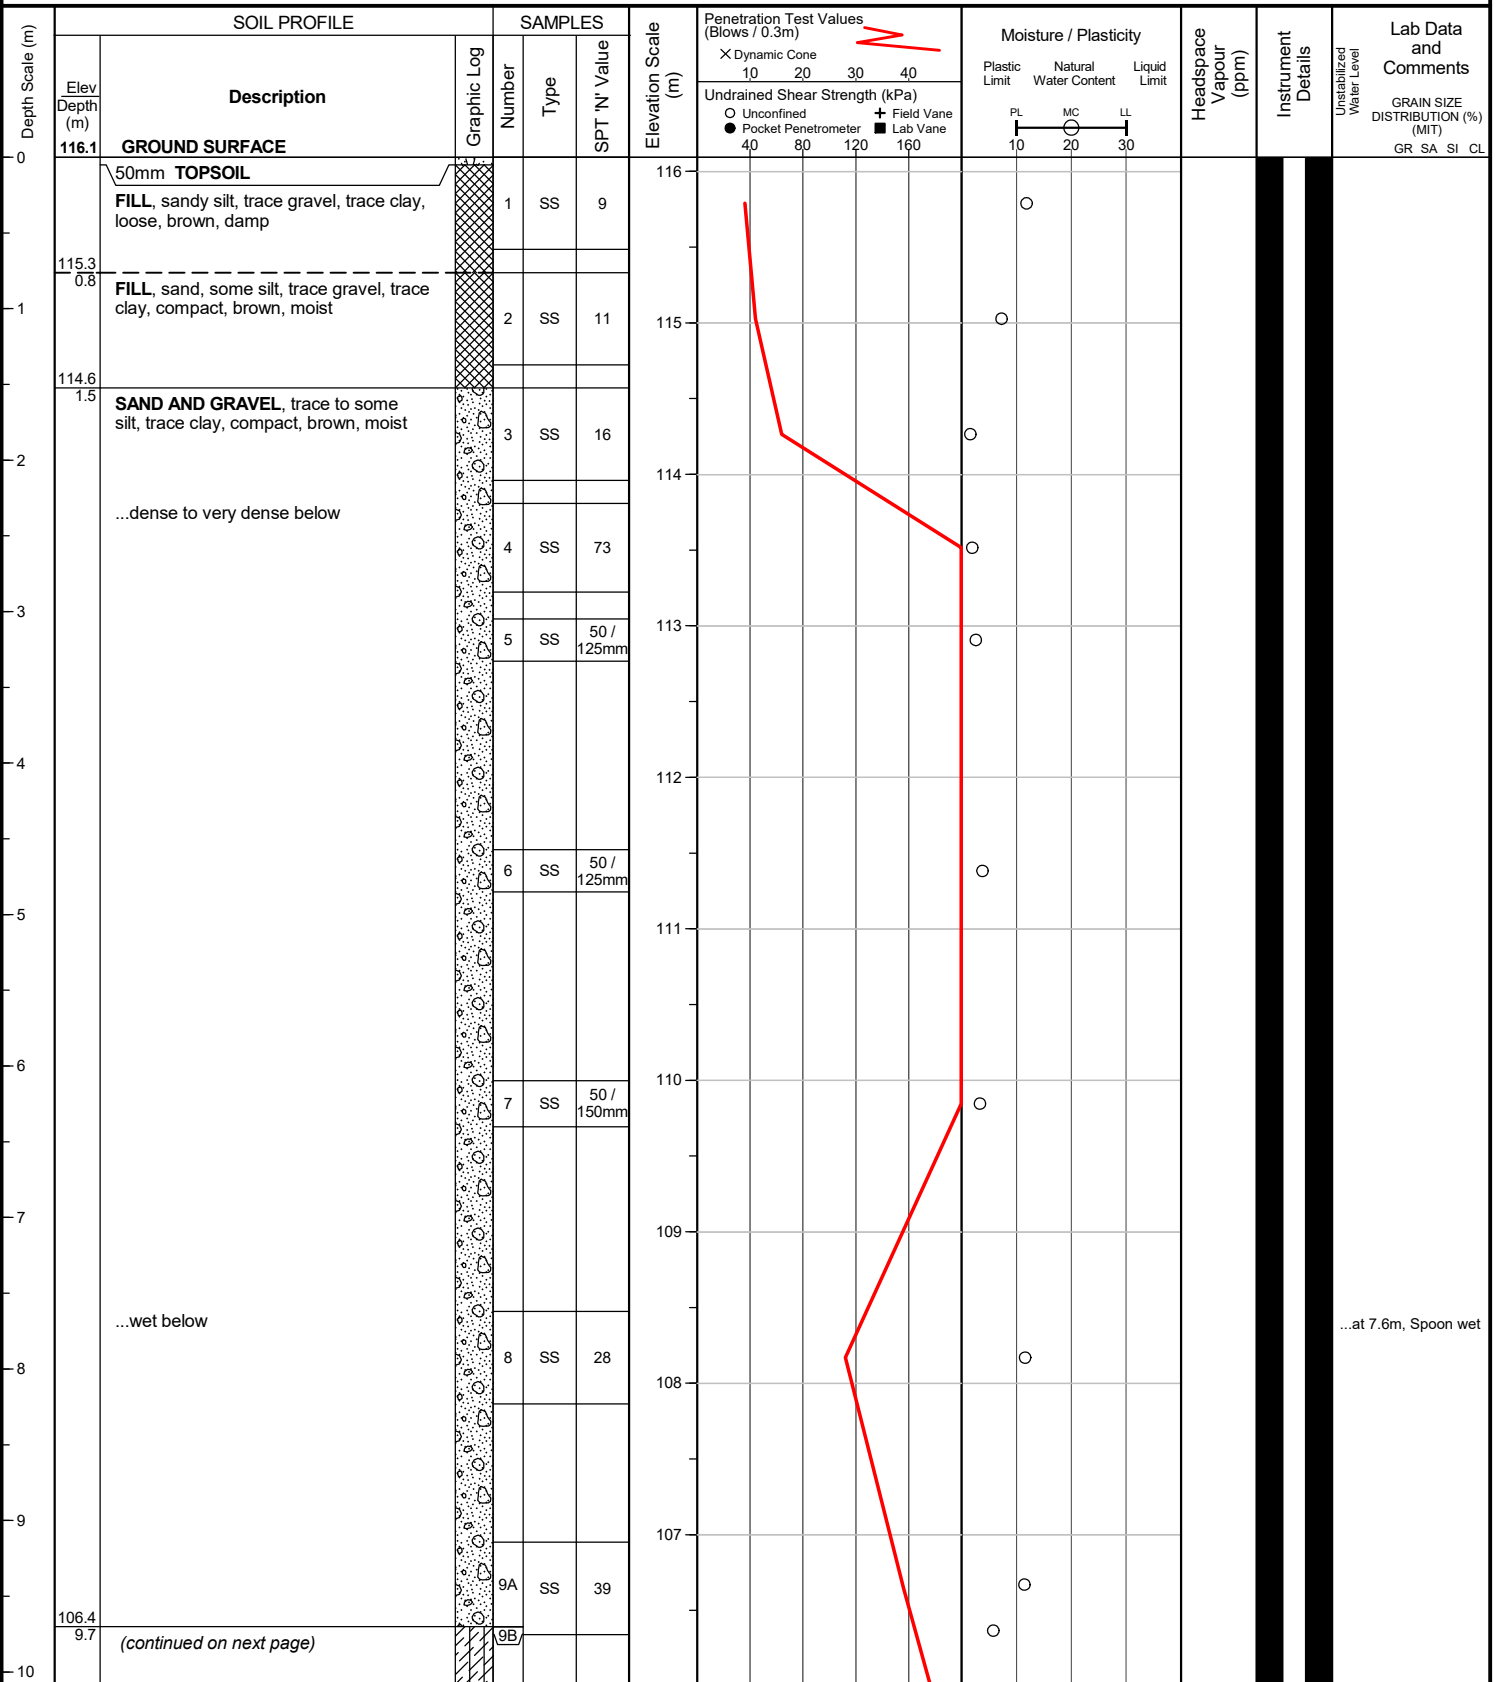 Depth Scale (m)
SOIL PROFILE
Elev
Depth
(m)
116.1
Description
GROUND SURFACE
Graphic Log
SAMPLES
Number
Type
SPT 'N' Value
Elevation Scale
(m)
Penetration Test Values
(Blows / 0.3m)
× Dynamic Cone
10 20 30 40
Undrained Shear Strength (kPa)
Unconfined + Field Vane
Pocket Penetrometer Lab Vane
40 80 120 160
Moisture / Plasticity
Plastic Natural Liquid
Limit Water Content Limit
PL MC LL
10 20 30
Headspace
Vapour
(ppm)
Instrument
Details
Unstabilized
Water Level
Lab Data
and
Comments
GRAIN SIZE
DISTRIBUTION (%)
(MIT)
GR SA SI CL
0
50mm TOPSOIL
116
FILL, sandy silt, trace gravel, trace clay,
loose, brown, damp
1 SS 9
115.3
0.8
FILL, sand, some silt, trace gravel, trace
clay, compact, brown, moist
1
2 SS 11
115
114.6
1.5
SAND AND GRAVEL, trace to some
silt, trace clay, compact, brown, moist
3 SS 16
2
114
...dense to very dense below
4 SS 73
3
113
5 SS 50 /
125mm
4
112
6 SS 50 /
125mm
5
111
6
110
7 SS 50 /
150mm
7
109
...wet below
...at 7.6m, Spoon wet
8 SS 28
8
108
9
107
9A SS 39
106.4
9.7
(continued on next page)
9B
10